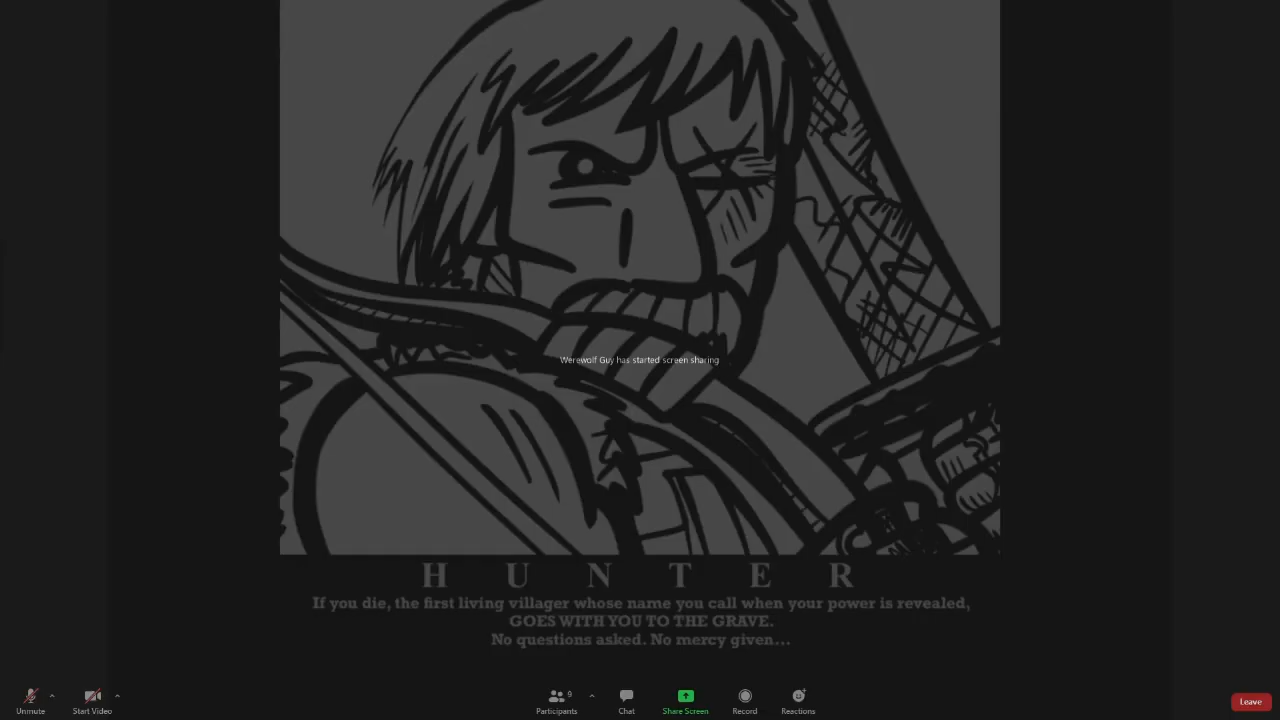 Werewolf Guy has started screen sharing
HUNTER
If you die, the first living villager whose name you call when your power is revealed,
GOES WITH YOU TO THE GRAVE.
No questions asked. No mercy given...
9
Unmute
Start Video
Participants
Chat
Share Screen
Record
Reactions
Leave